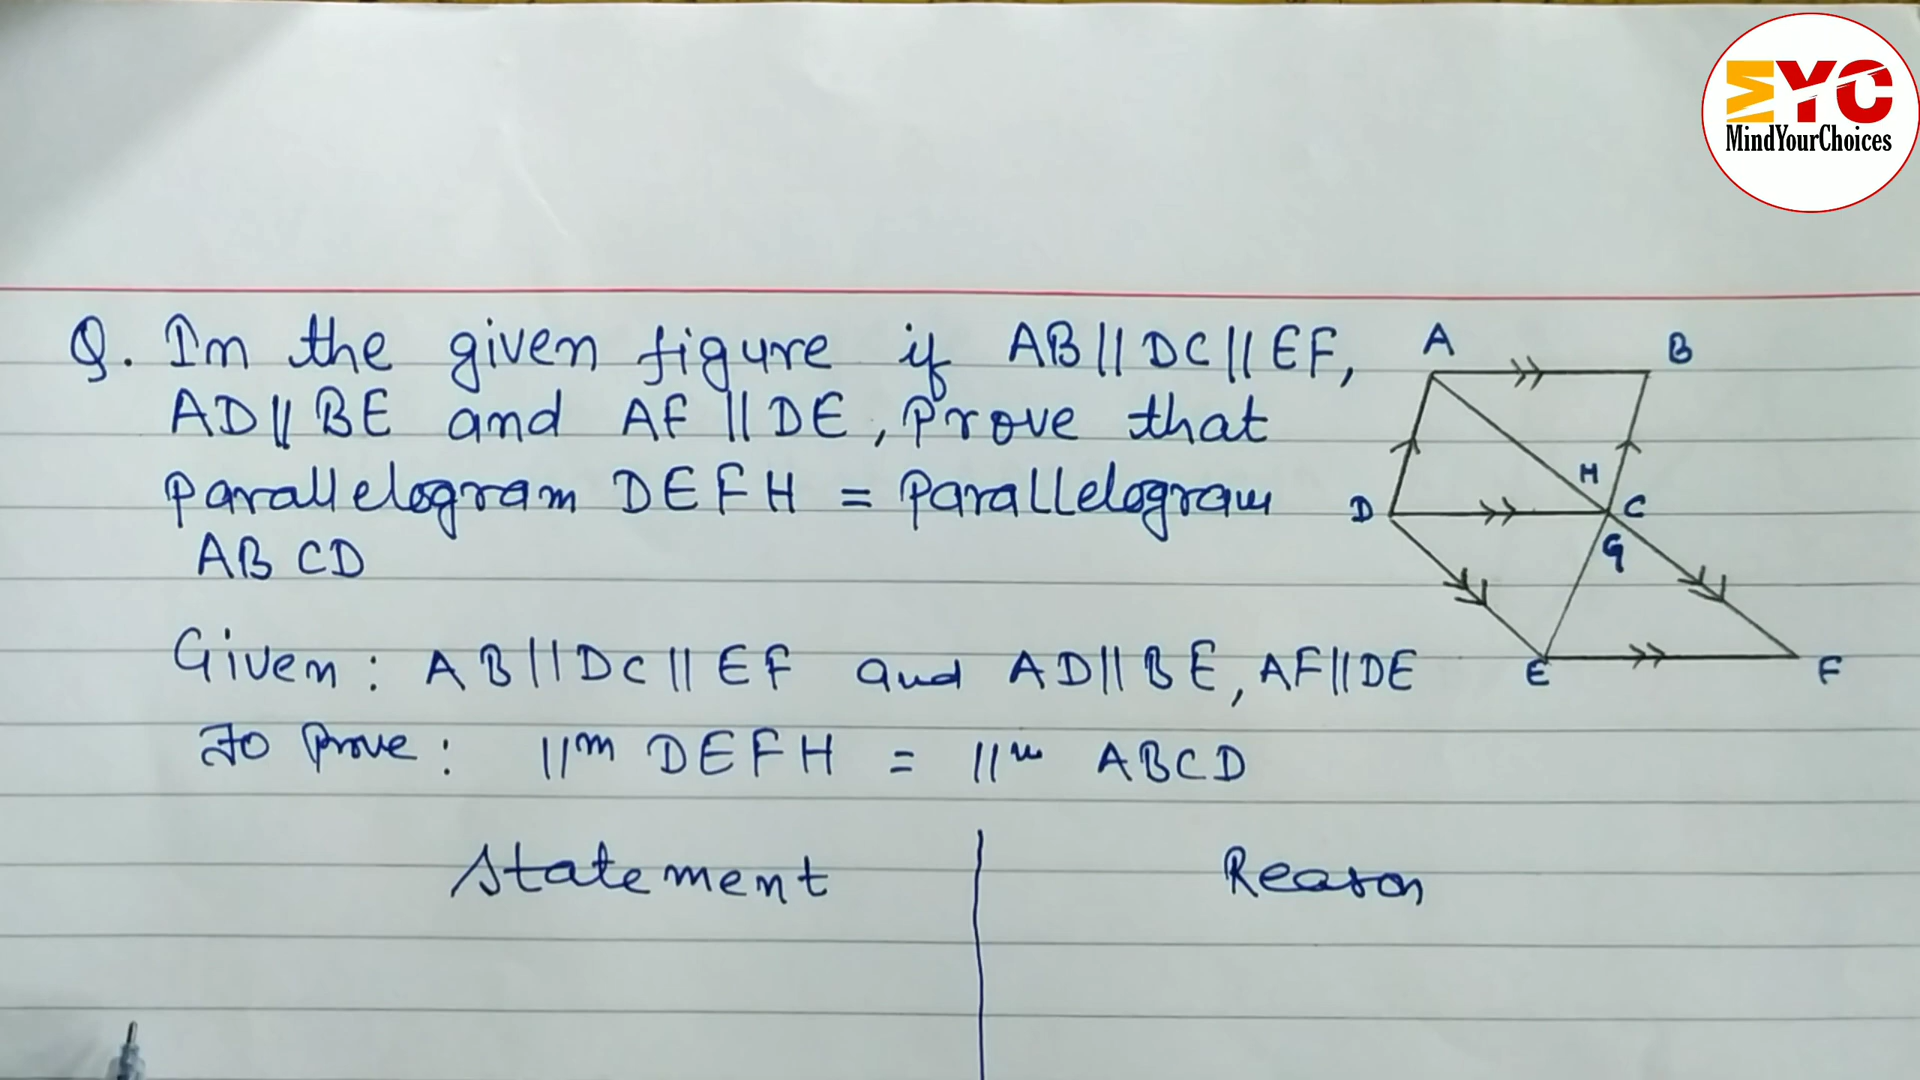 MYC
MindYourChoices
Q. In the given figure if AB||DC||EF,
AD||BE and AF||DE, Prove that
parallelogram DEFH = parallelogram
ABCD
A
B
H
D
C
G
E
F
Given: AB||DC||EF and AD||BE, AF||DE
To Prove: ||m DEFH = ||m ABCD
Statement
Reason